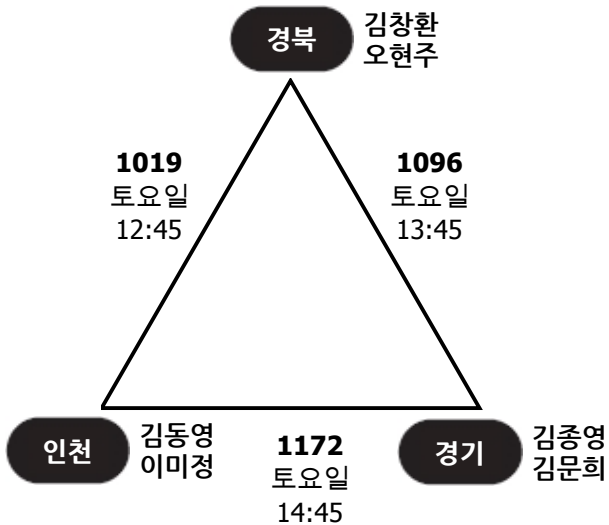 경북
김창환
오현주
1019
토요일
12:45
1096
토요일
13:45
인천
김동영
이미정
1172
토요일
14:45
경기
김종영
김문희